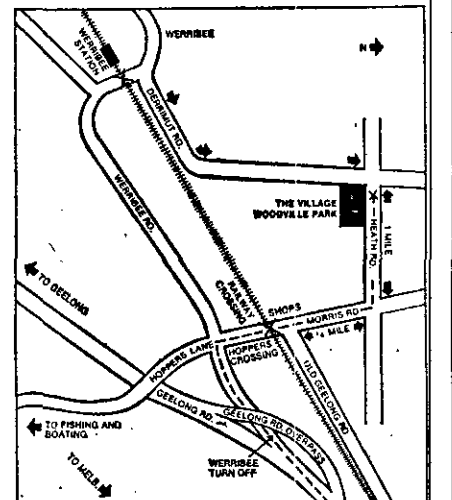 WERRIBEE
N
WERRIBEE
STATION
DERRIMUT RD.
THE VILLAGE
WOODVILLE PARK
HEATH RD.
1 MILE
WERRIBEE RD.
RAILWAY
CROSSING
SHOPS
MORRIS RD
TO GEELONG
HOPPERS LANE
HOPPERS
CROSSING
MILE
OLD GEELONG RD.
GEELONG RD.
GEELONG RD. OVERPASS
TO FISHING AND
BOATING
WERRIBEE
TURN OFF
TO MELB.